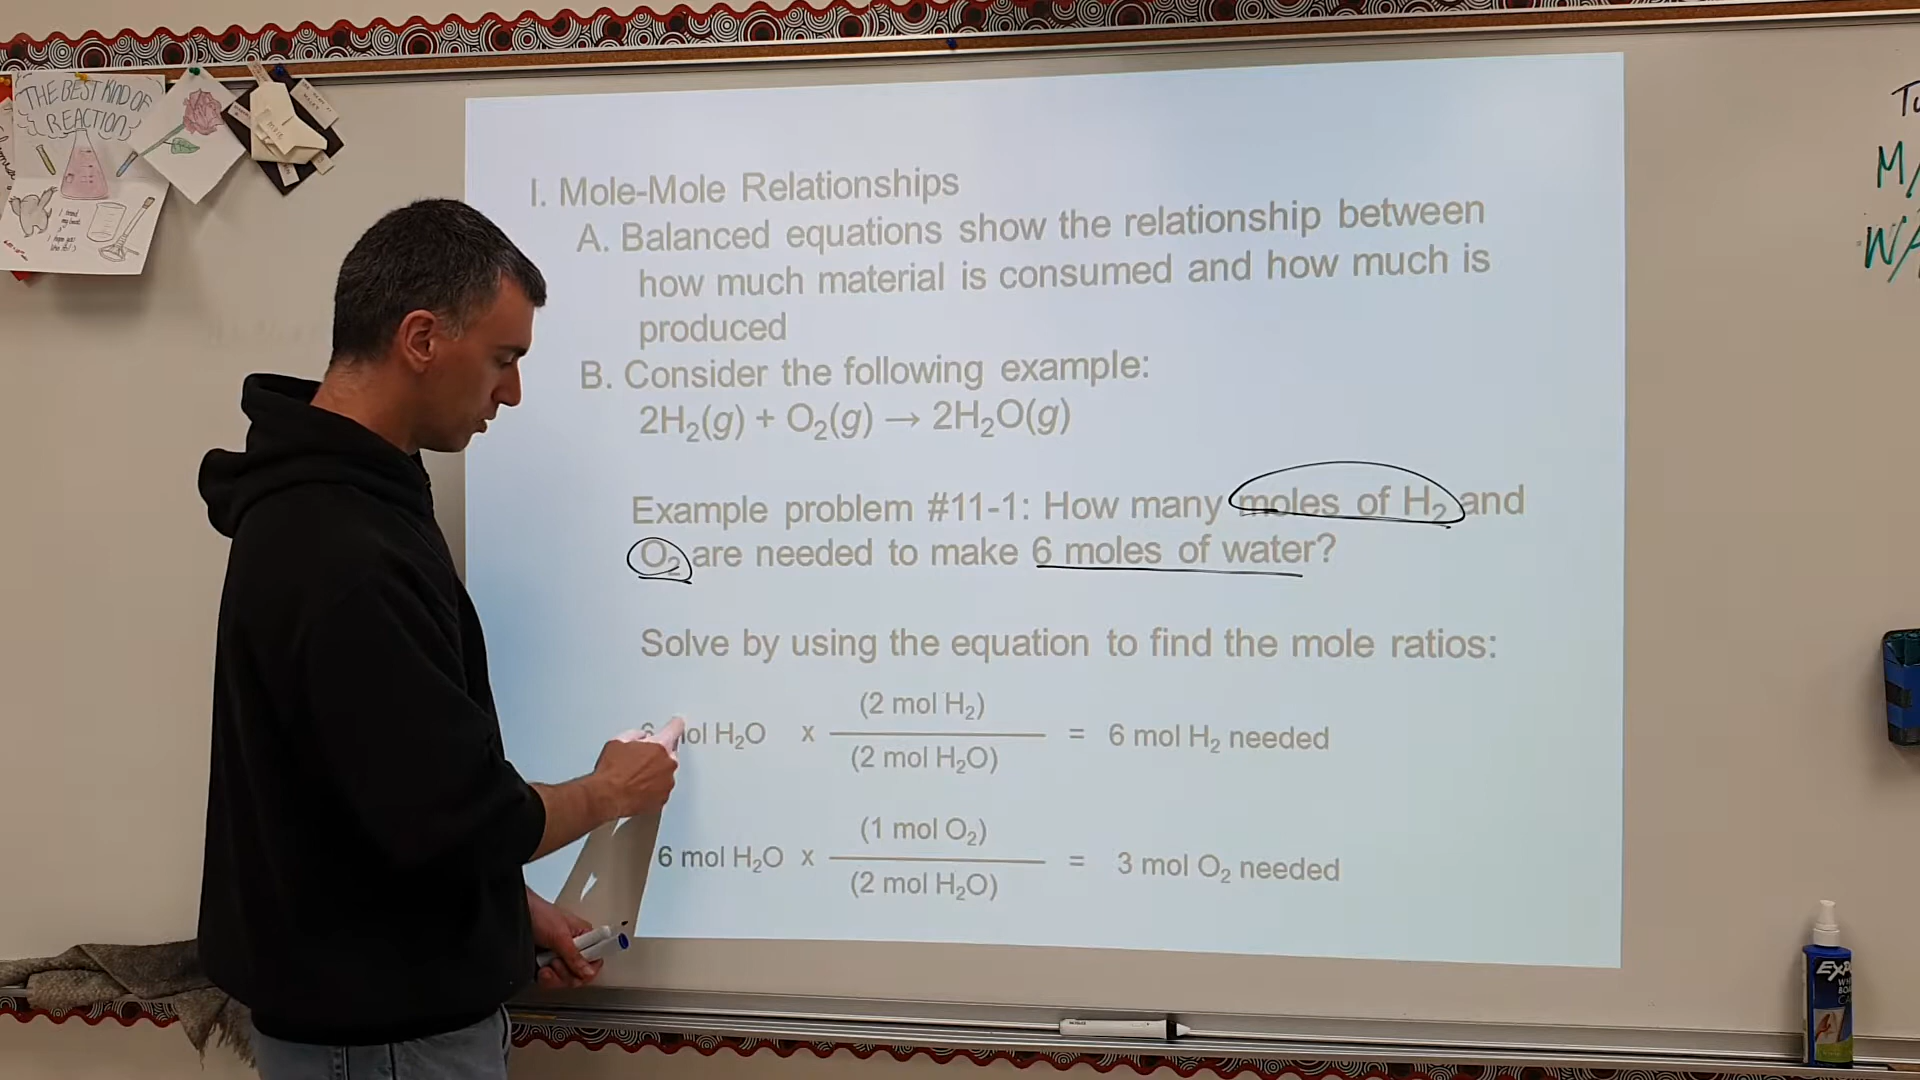 THE BEST KIND OF
REACTION
I. Mole-Mole Relationships
A. Balanced equations show the relationship between
how much material is consumed and how much is
produced
B. Consider the following example:
2H₂(g) + O₂(g) → 2H₂O(g)
Example problem #11-1: How many moles of H₂ and
O₂ are needed to make 6 moles of water?
Solve by using the equation to find the mole ratios:
(2 mol H₂)
6 mol H₂O x = 6 mol H₂ needed
(2 mol H₂O)
(1 mol O₂)
6 mol H₂O x = 3 mol O₂ needed
(2 mol H₂O)
M/
W/
EXP